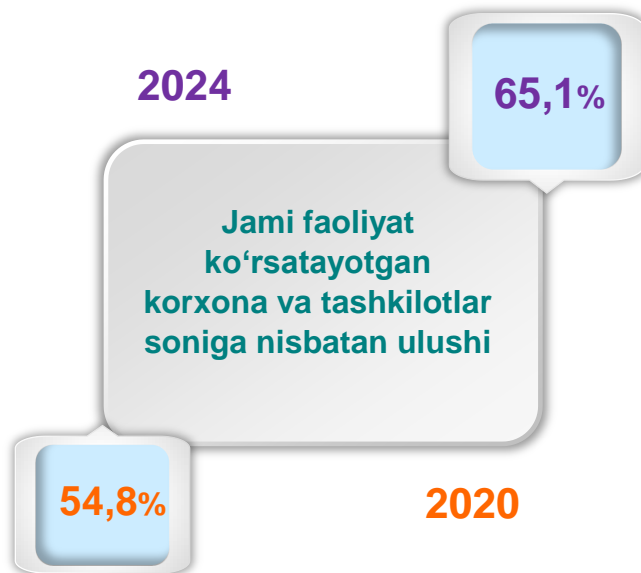 2024
65,1%
Jami faoliyat
ko‘rsatayotgan
korxona va tashkilotlar
soniga nisbatan ulushi
54,8%
2020